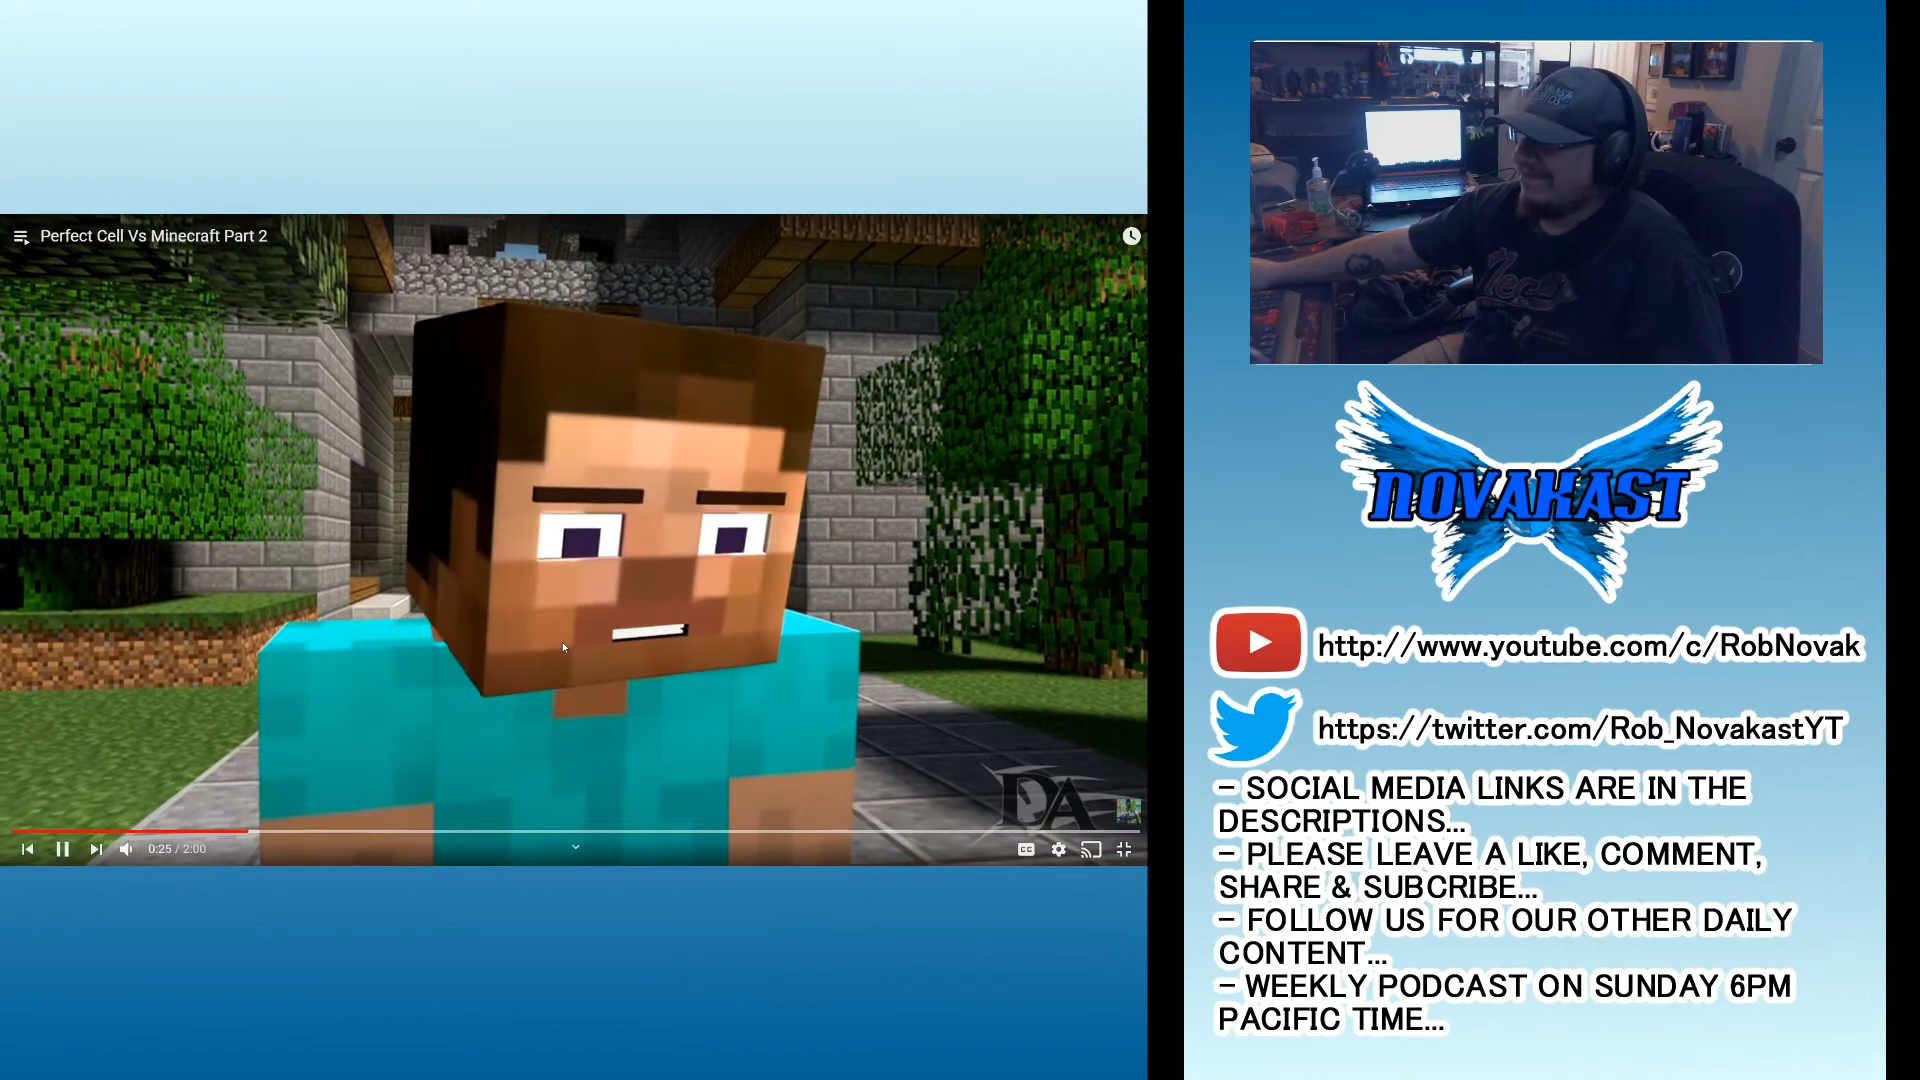 Perfect Cell Vs Minecraft Part 2
DA
CC
0:25 / 2:00
NOVAKAST
http://www.youtube.com/c/RobNovak
https://twitter.com/Rob_NovakastYT
- SOCIAL MEDIA LINKS ARE IN THE
DESCRIPTIONS...
- PLEASE LEAVE A LIKE, COMMENT,
SHARE & SUBCRIBE...
- FOLLOW US FOR OUR OTHER DAILY
CONTENT...
- WEEKLY PODCAST ON SUNDAY 6PM
PACIFIC TIME...